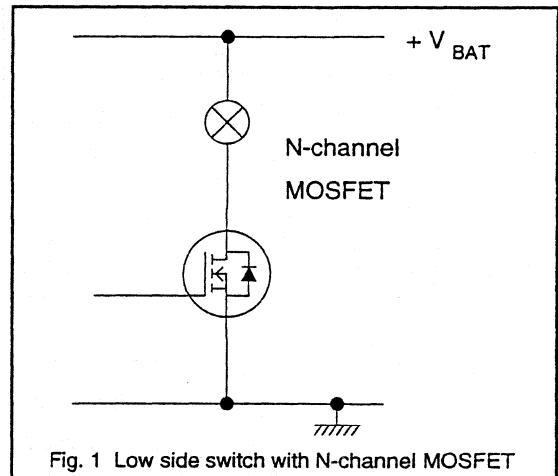 + V BAT
N-channel
MOSFET
Fig. 1 Low side switch with N-channel MOSFET